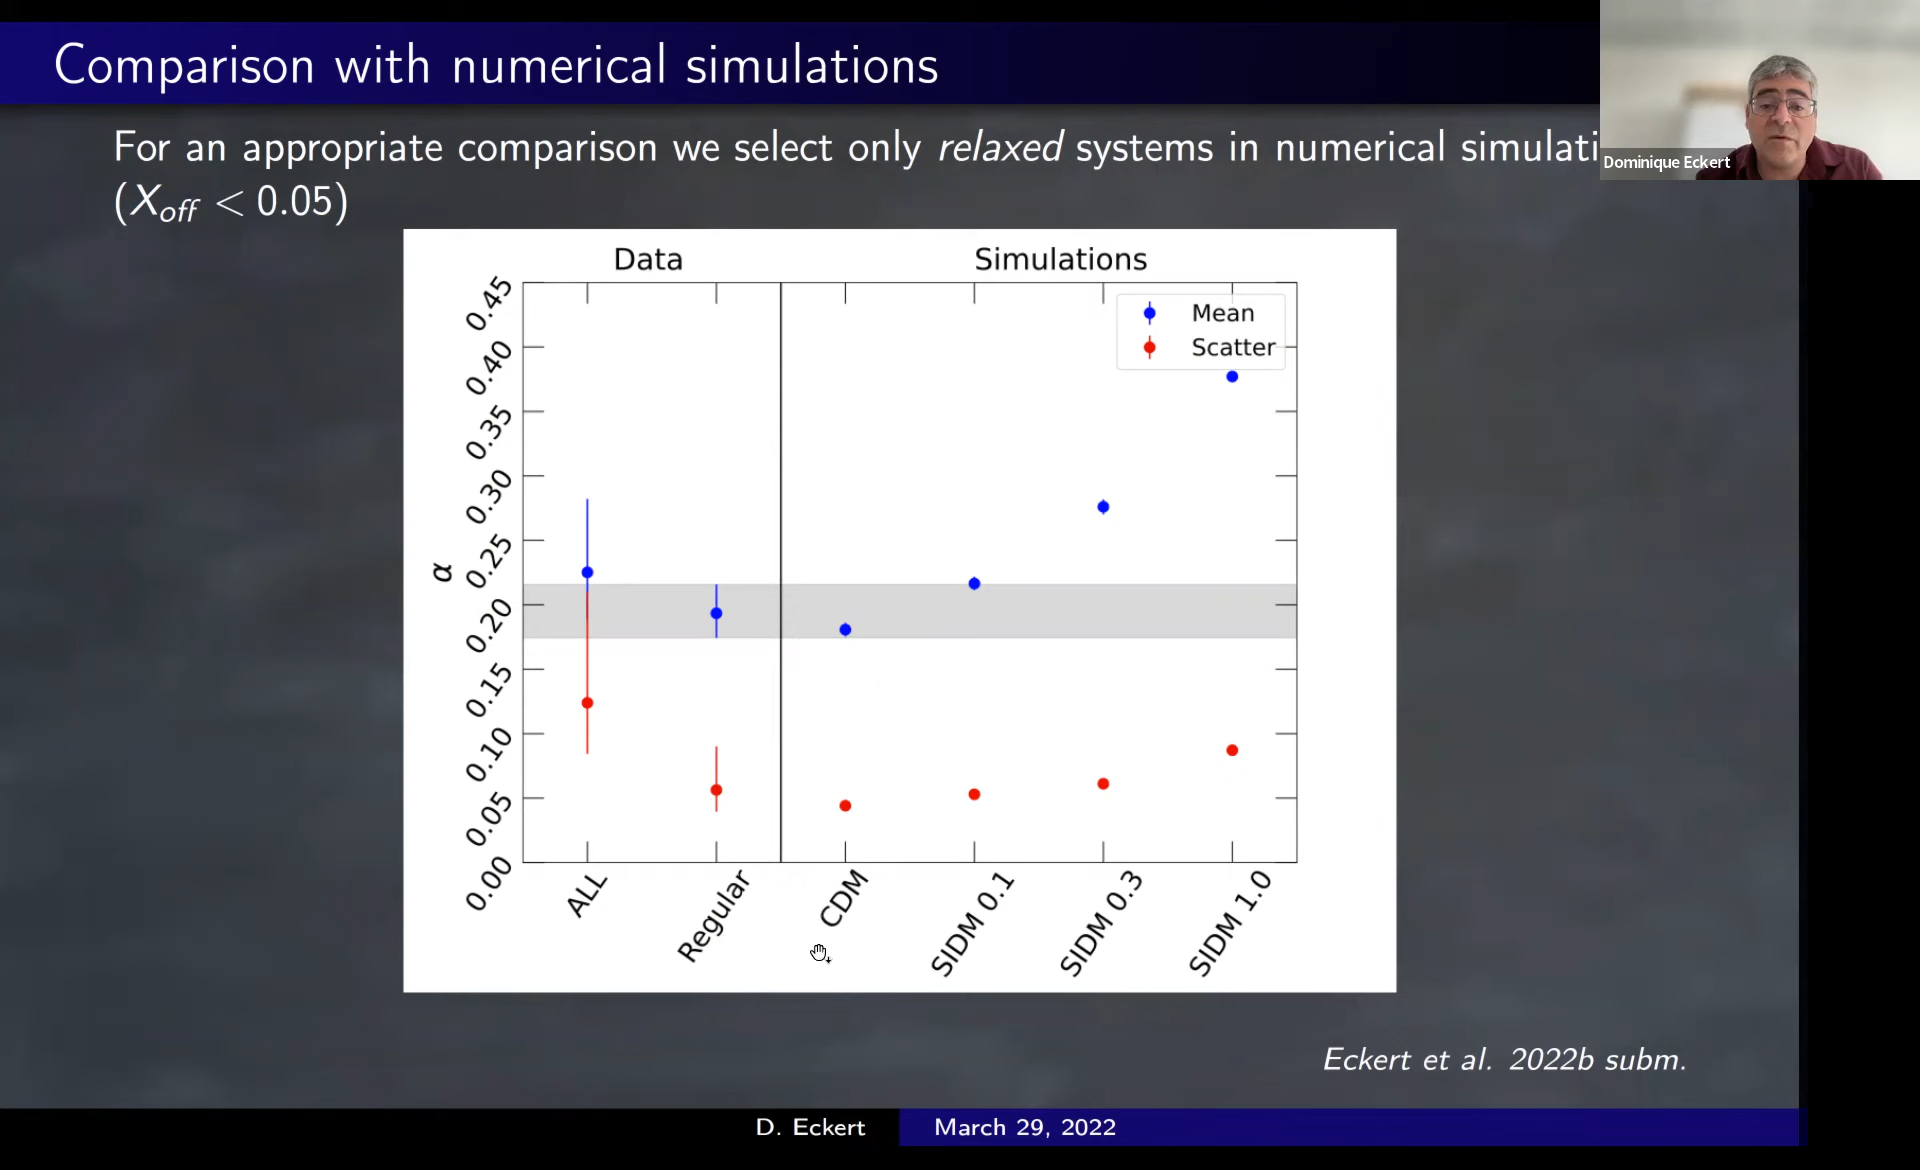 Comparison with numerical simulations
Dominique Eckert
For an appropriate comparison we select only relaxed systems in numerical
(X_off < 0.05)
Data
Simulations
Mean
Scatter
α
0.45
0.40
0.35
0.30
0.25
0.20
0.15
0.10
0.05
0.00
ALL
Regular
CDM
SIDM 0.1
SIDM 0.3
SIDM 1.0
Eckert et al. 2022b subm.
D. Eckert
March 29, 2022